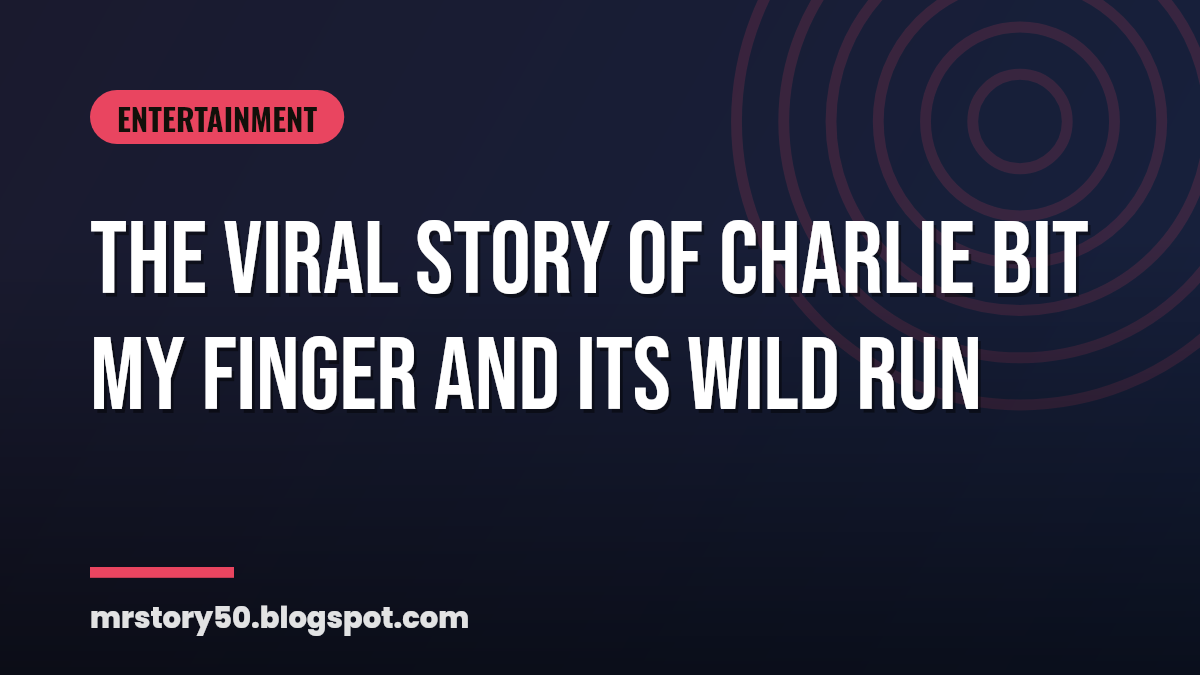 ENTERTAINMENT
THE VIRAL STORY OF CHARLIE BIT
MY FINGER AND ITS WILD RUN
mrstory50.blogspot.com